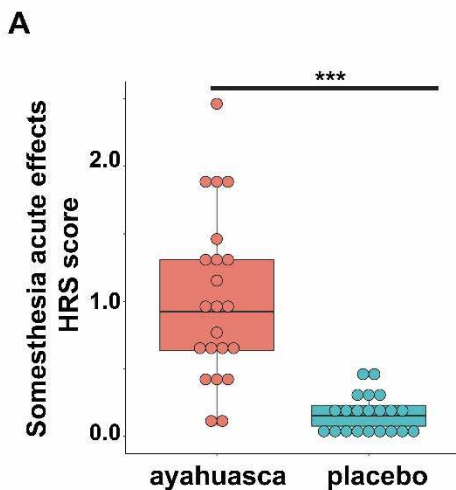 A
***
Somesthesia acute effects
HRS score
2.0
1.0
0.0
ayahuasca
placebo